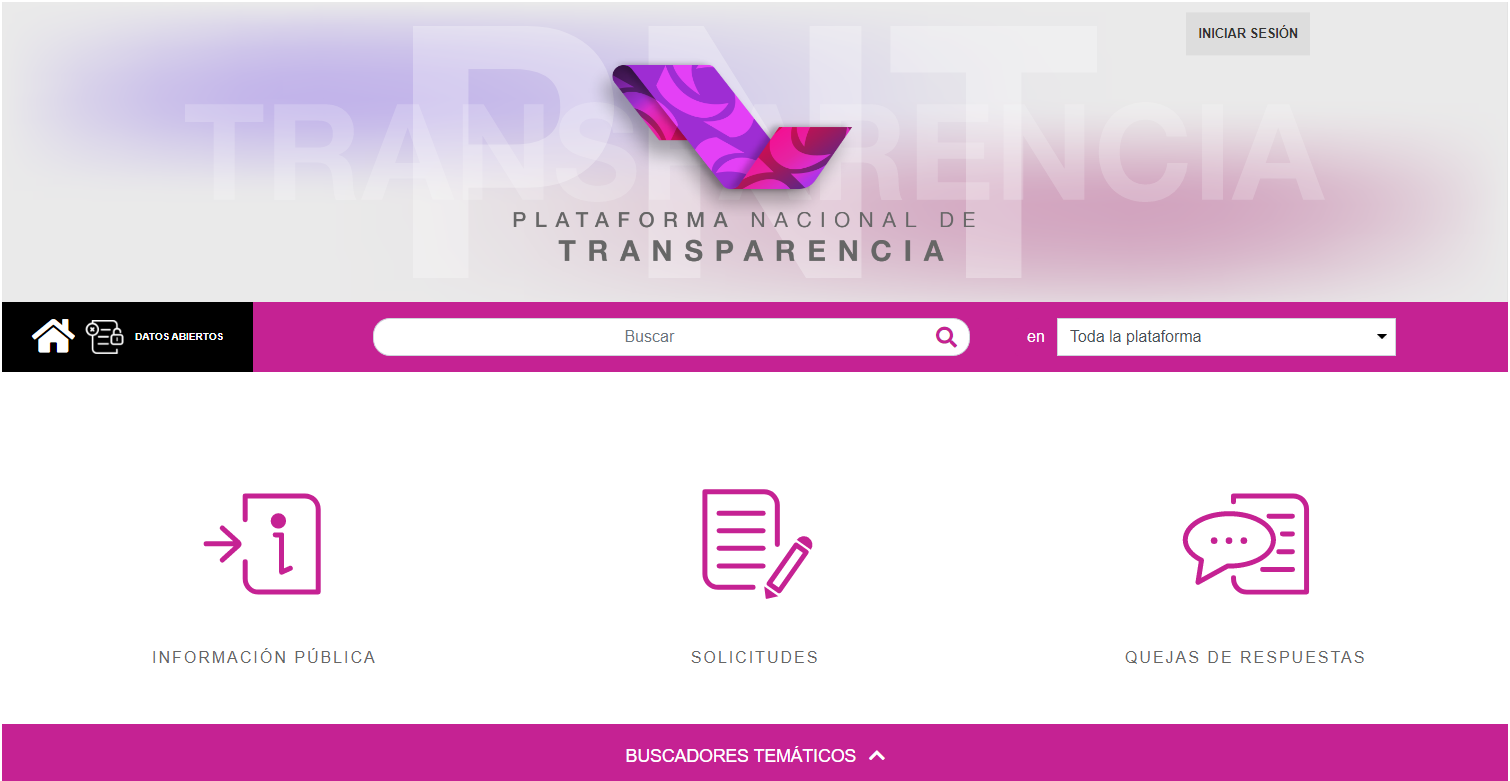 PNT
TRANSPARENCIA
INICIAR SESIÓN
PLATAFORMA NACIONAL DE
TRANSPARENCIA
DATOS ABIERTOS
Buscar
en
Toda la plataforma
INFORMACIÓN PÚBLICA
SOLICITUDES
QUEJAS DE RESPUESTAS
BUSCADORES TEMÁTICOS